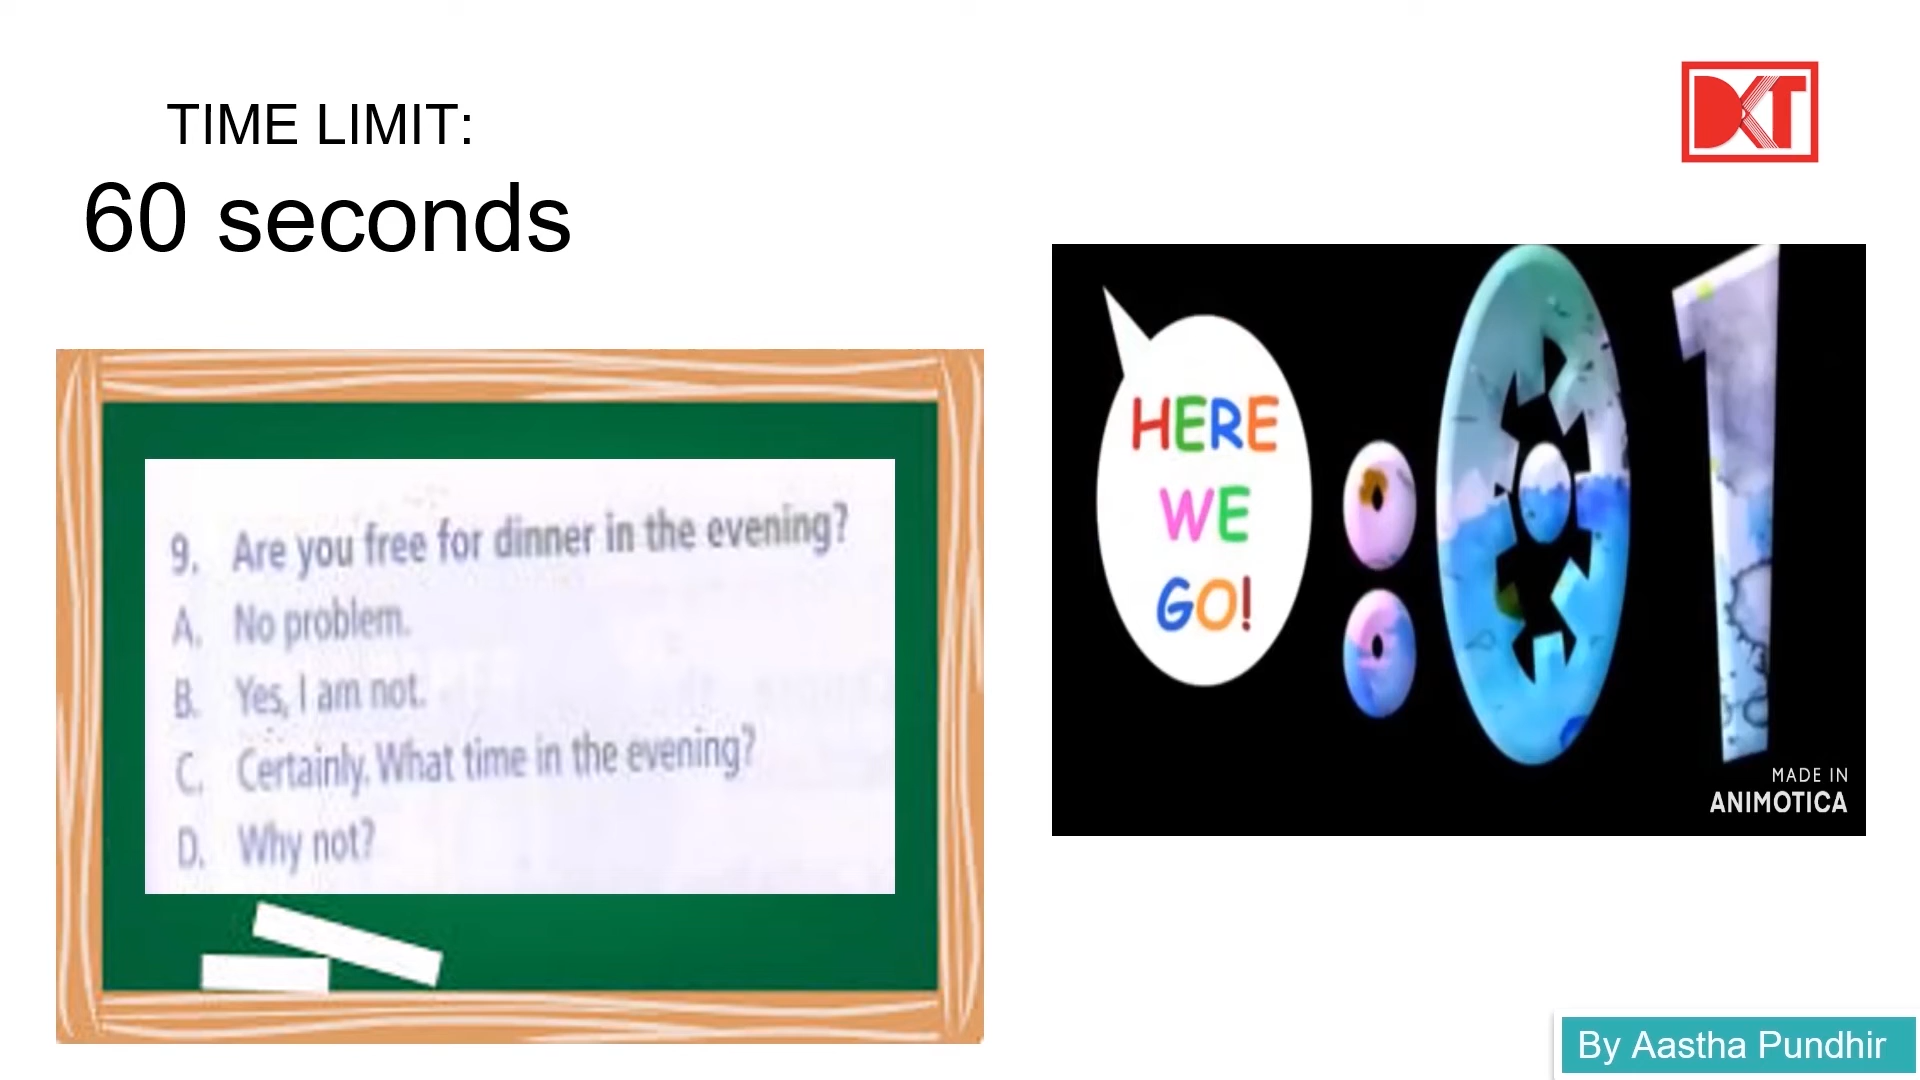 TIME LIMIT:
60 seconds
DKT
9. Are you free for dinner in the evening?
A. No problem.
B. Yes, I am not.
C. Certainly. What time in the evening?
D. Why not?
HERE
WE
GO!
:01
MADE IN
ANIMOTICA
By Aastha Pundhir